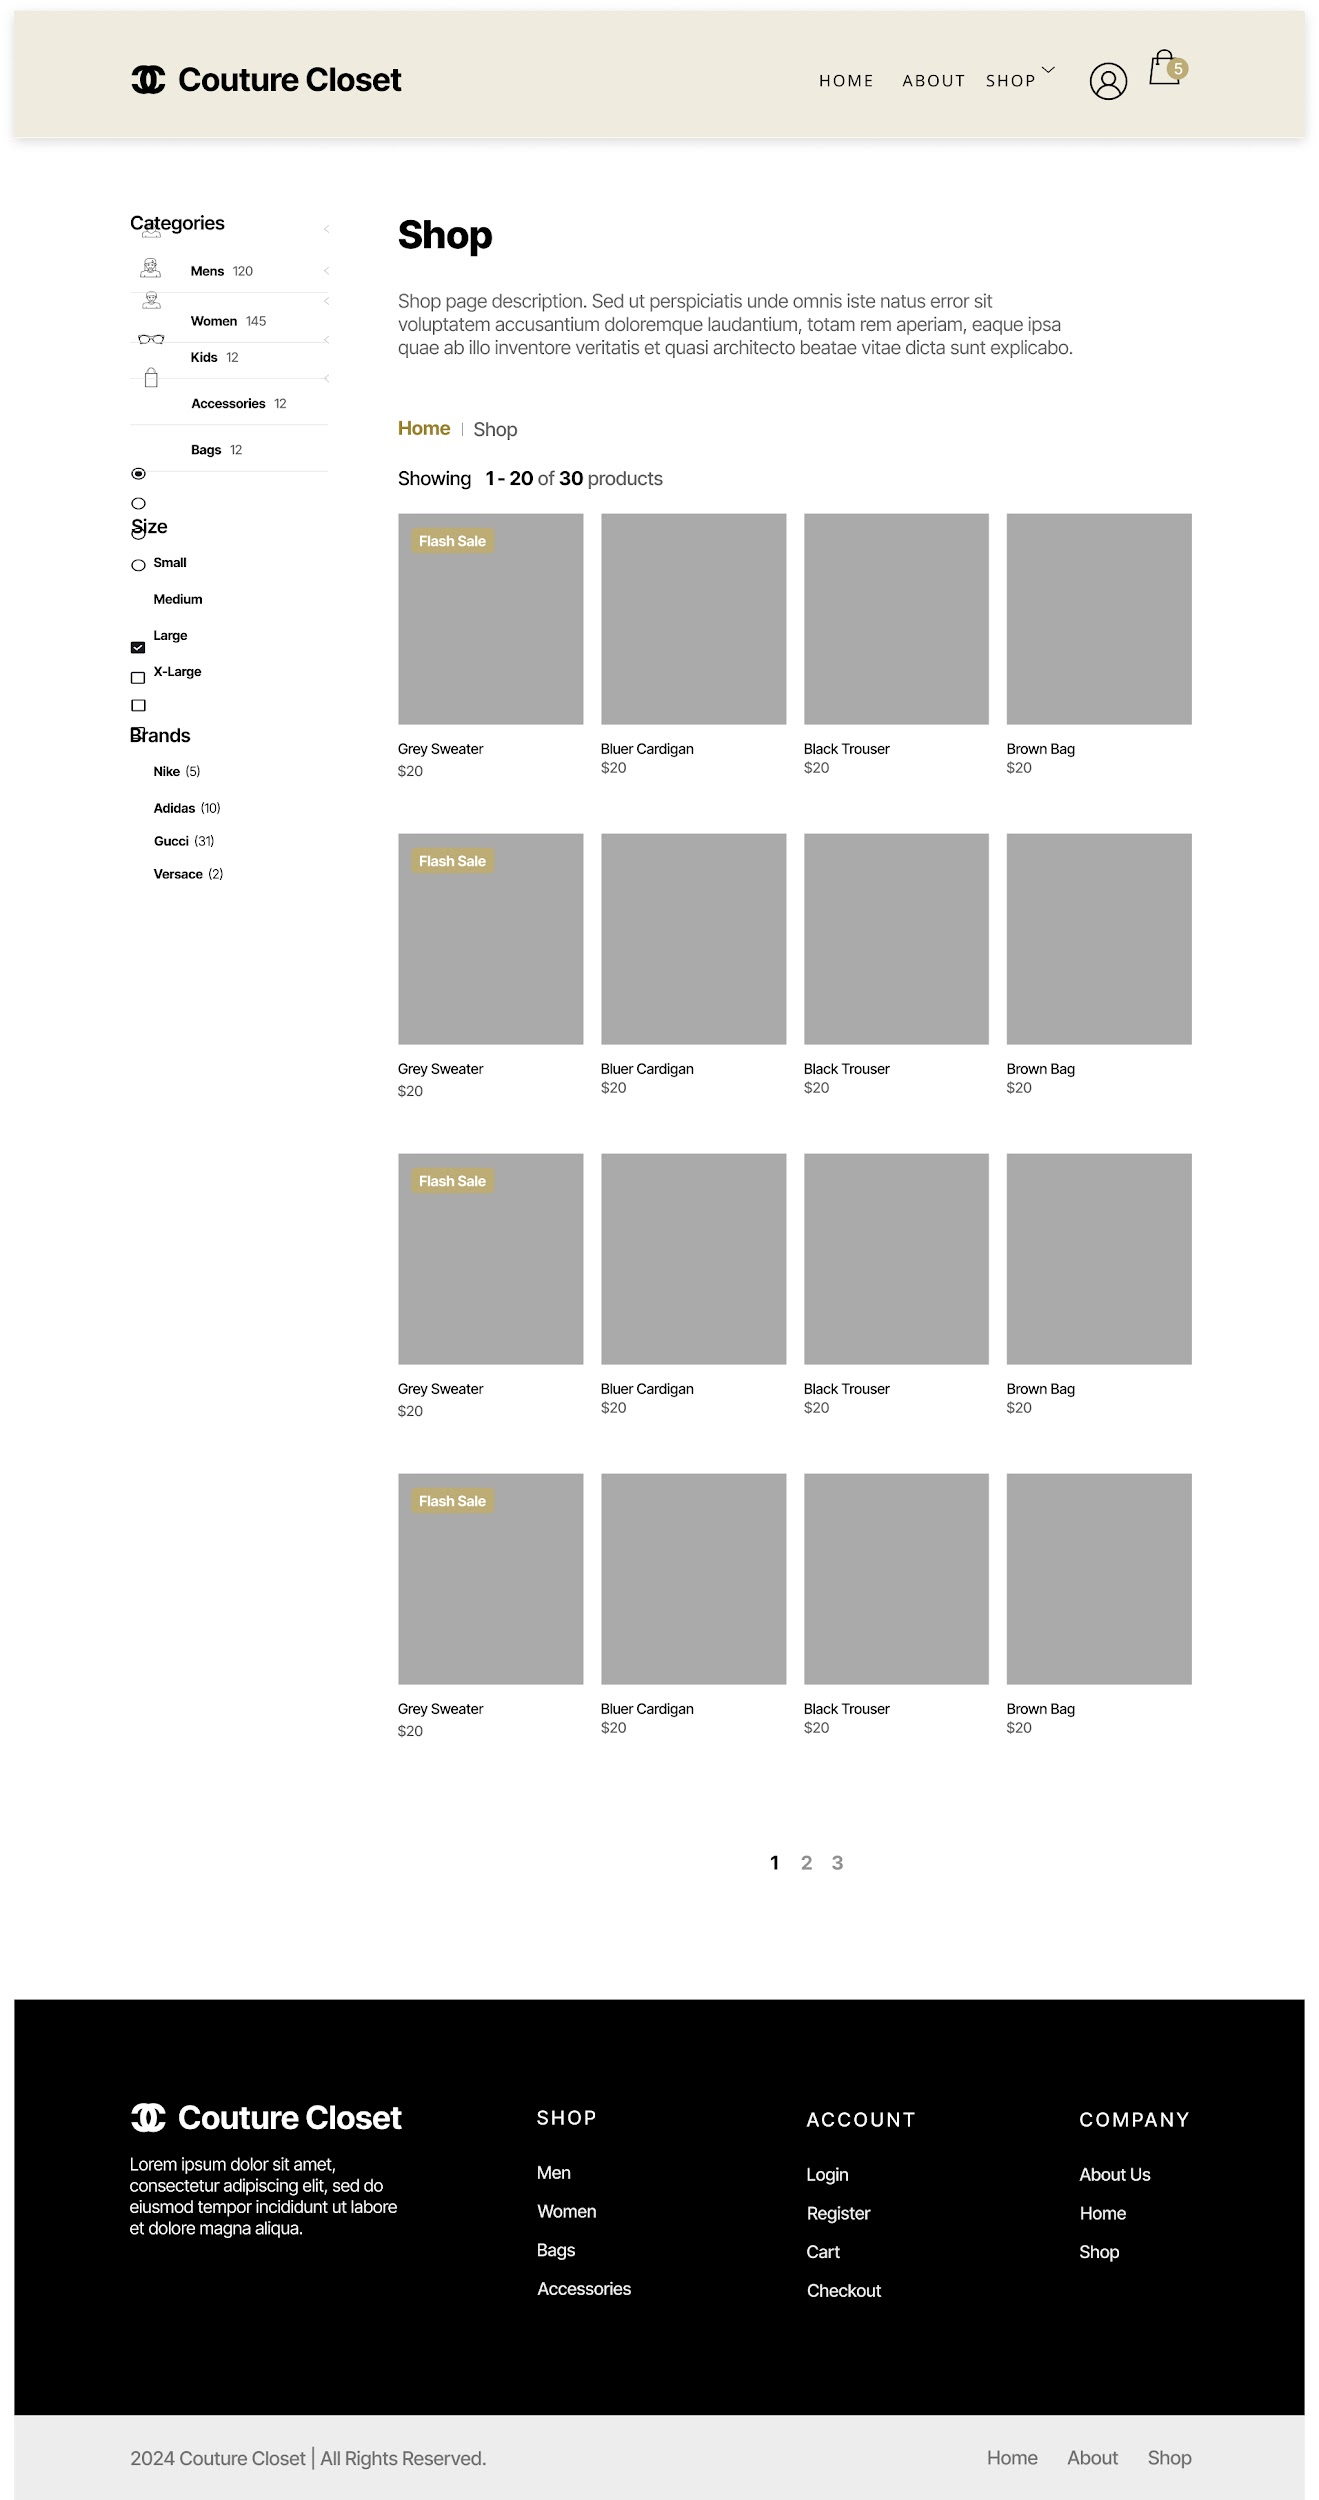 Couture Closet
HOME ABOUT SHOP
5
Categories
Mens 120
Women 145
Kids 12
Accessories 12
Bags 12
Size
Small
Medium
Large
X-Large
Brands
Nike (5)
Adidas (10)
Gucci (31)
Versace (2)
Shop
Shop page description. Sed ut perspiciatis unde omnis iste natus error sit
voluptatem accusantium doloremque laudantium, totam rem aperiam, eaque ipsa
quae ab illo inventore veritatis et quasi architecto beatae vitae dicta sunt explicabo.
Home | Shop
Showing 1 - 20 of 30 products
Flash Sale
Grey Sweater Bluer Cardigan Black Trouser Brown Bag
$20 $20 $20 $20
Flash Sale
Grey Sweater Bluer Cardigan Black Trouser Brown Bag
$20 $20 $20 $20
Flash Sale
Grey Sweater Bluer Cardigan Black Trouser Brown Bag
$20 $20 $20 $20
Flash Sale
Grey Sweater Bluer Cardigan Black Trouser Brown Bag
$20 $20 $20 $20
1 2 3
Couture Closet
Lorem ipsum dolor sit amet,
consectetur adipiscing elit, sed do
eiusmod tempor incididunt ut labore
et dolore magna aliqua.
SHOP
Men
Women
Bags
Accessories
ACCOUNT
Login
Register
Cart
Checkout
COMPANY
About Us
Home
Shop
2024 Couture Closet | All Rights Reserved.
Home About Shop